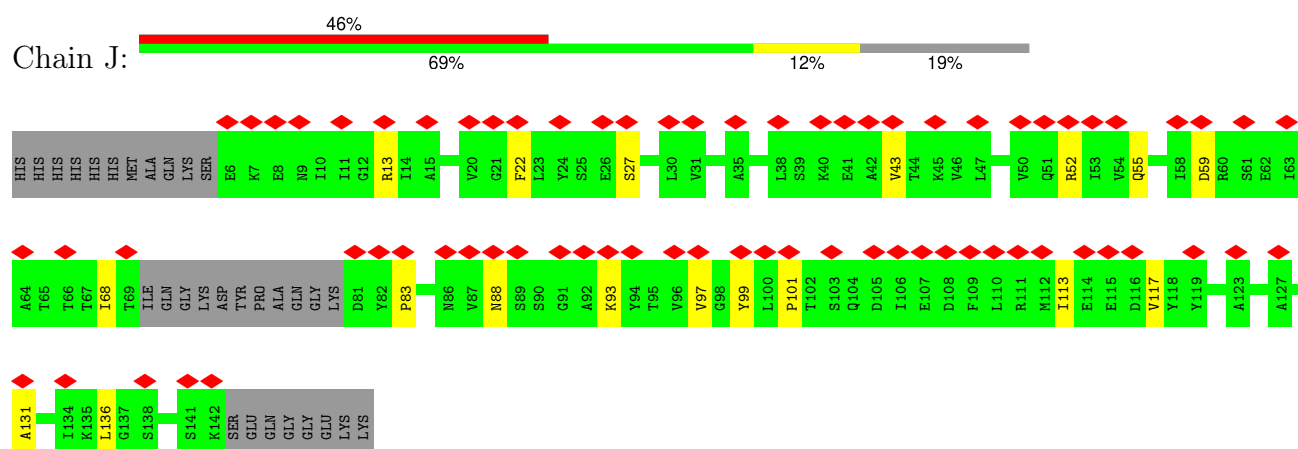 46%
Chain J:
69% 12% 19%
HIS HIS HIS HIS HIS HIS MET ALA GLN LYS SER E6 K7 E8 N9 I10 I11 G12 R13 I14 A15 V20 G21 F22 L23 Y24 S25 E26 S27 L30 V31 A35 L38 S39 K40 E41 A42 V43 T44 K45 V46 L47 V50 Q51 R52 I53 V54 Q55 I58 D59 R60 S61 E62 I63
A64 T65 T66 T67 I68 T69 ILE GLN GLY LYS ASP TYR PRO ALA GLN GLY LYS D81 Y82 P83 N86 V87 N88 S89 S90 G91 A92 K93 Y94 T95 V96 V97 G98 Y99 L100 P101 T102 S103 Q104 D105 I106 E107 D108 F109 L110 R111 M112 I113 E114 E115 D116 V117 Y118 Y119 A123 A127
A131 I134 K135 L136 G137 S138 S141 K142 SER GLU GLN GLY GLY GLU LYS LYS